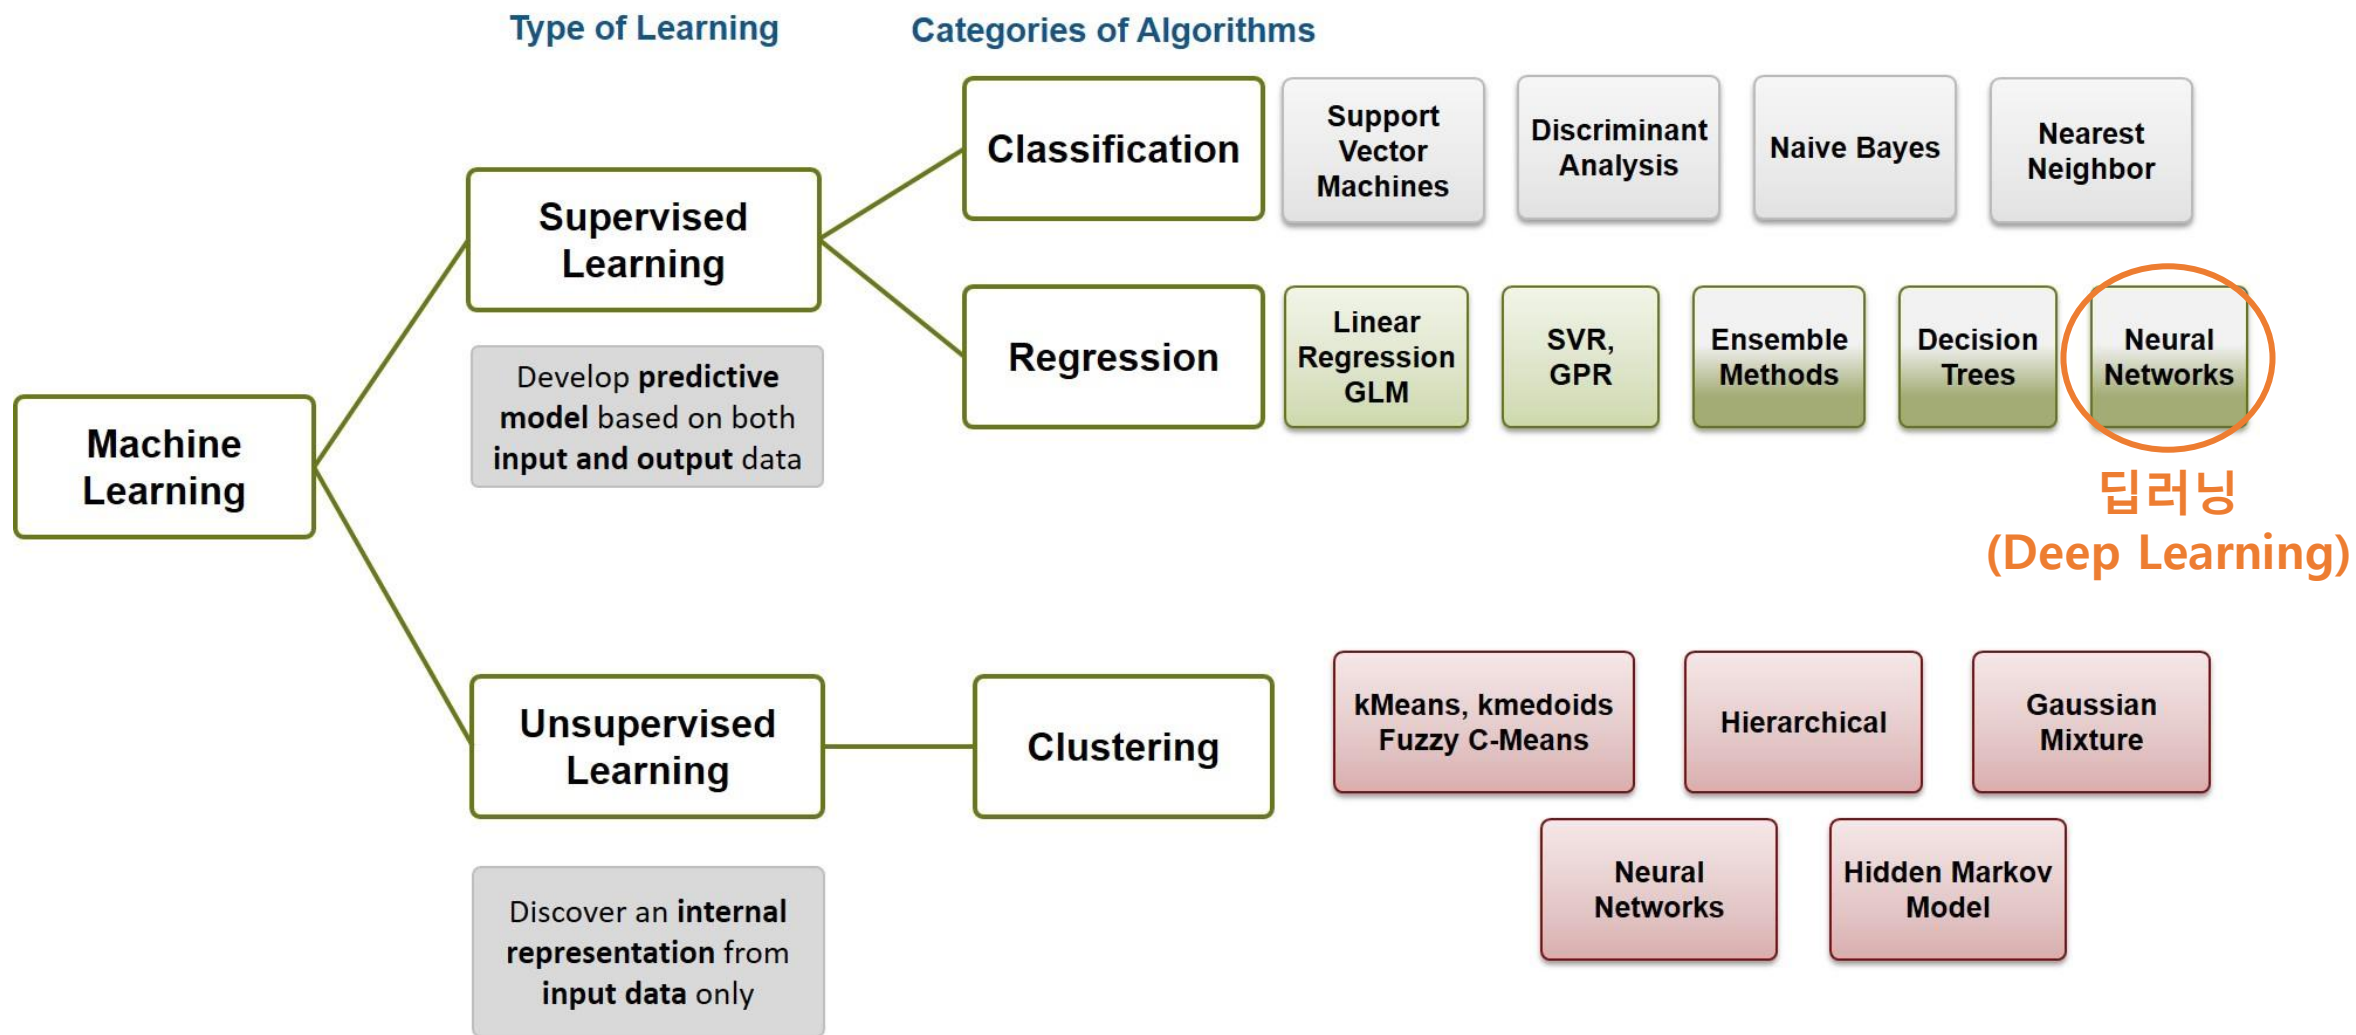 Type of Learning
Categories of Algorithms
Machine
Learning
Supervised
Learning
Develop predictive
model based on both
input and output data
Classification
Support
Vector
Machines
Discriminant
Analysis
Naive Bayes
Nearest
Neighbor
Regression
Linear
Regression
GLM
SVR,
GPR
Ensemble
Methods
Decision
Trees
Neural
Networks
딥러닝
(Deep Learning)
Unsupervised
Learning
Discover an internal
representation from
input data only
Clustering
kMeans, kmedoids
Fuzzy C-Means
Hierarchical
Gaussian
Mixture
Neural
Networks
Hidden Markov
Model